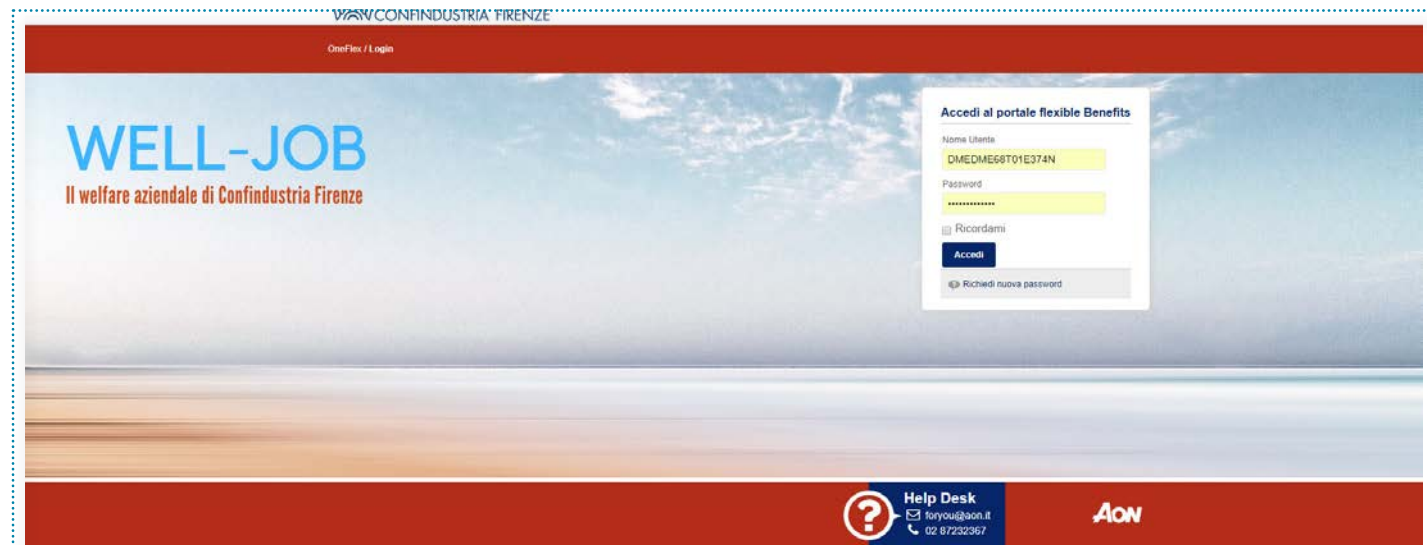 CONFINDUSTRIA FIRENZE
OneFlex / Login
WELL-JOB
Il welfare aziendale di Confindustria Firenze
Accedi al portale flexible Benefits
Nome Utente
DMEDME68T01E374N
Password
•••••••••••••
Ricordami
Accedi
Richiedi nuova password
?
Help Desk
foryou@aon.it
02 87232367
AON